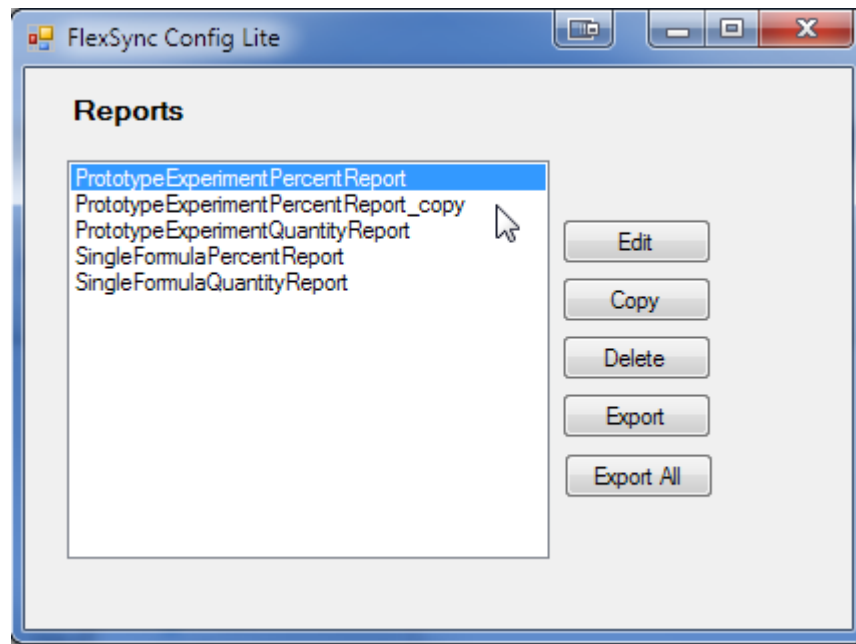 FlexSync Config Lite
Reports
PrototypeExperimentPercentReport
PrototypeExperimentPercentReport_copy
PrototypeExperimentQuantityReport
SingleFormulaPercentReport
SingleFormulaQuantityReport
Edit
Copy
Delete
Export
Export All